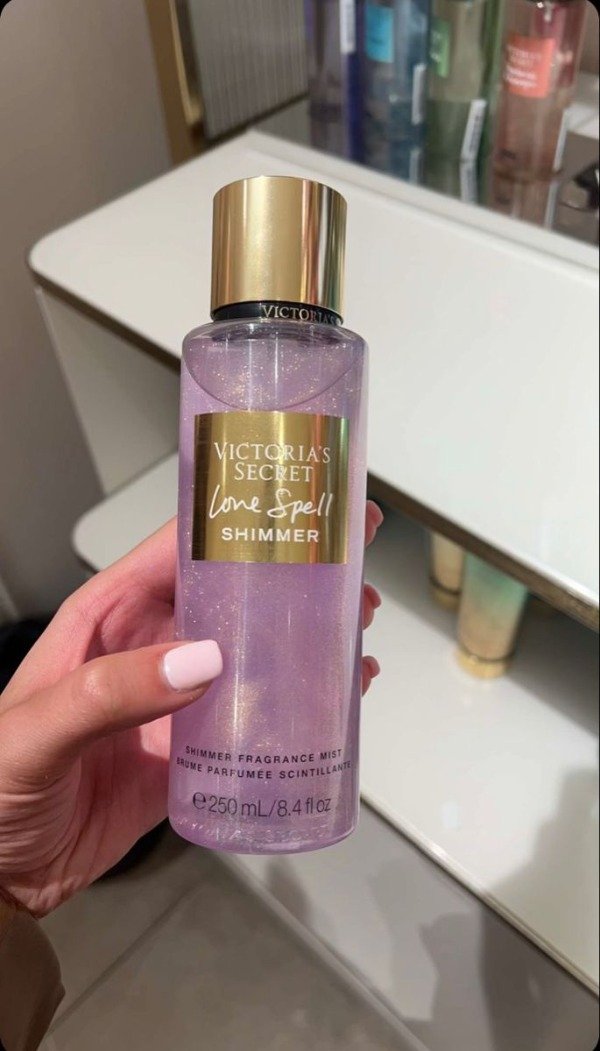 VICTORIA'S
VICTORIA'S
SECRET
Love Spell
SHIMMER
SHIMMER FRAGRANCE MIST
BRUME PARFUMÉE SCINTILLANTE
℮ 250 mL/8.4 fl oz